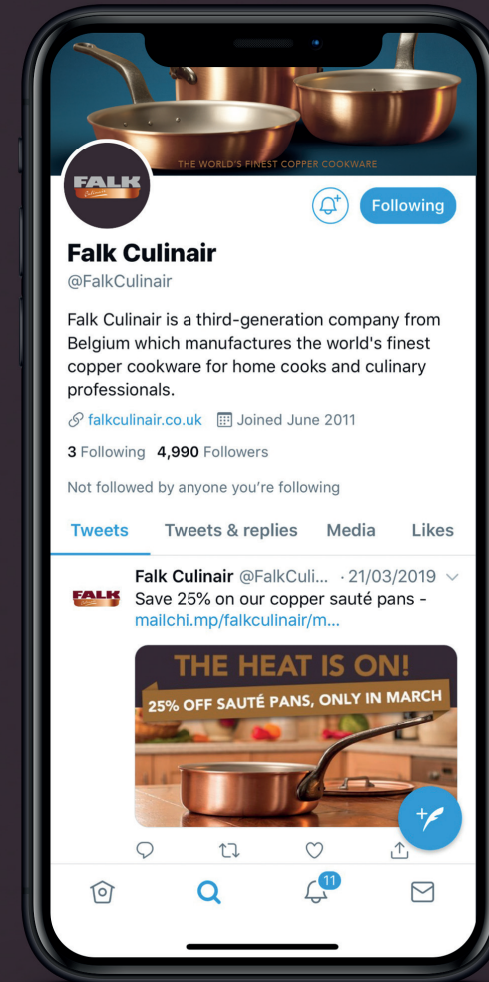 THE WORLD'S FINEST COPPER COOKWARE
FALK
Culinair
Following
Falk Culinair
@FalkCulinair
Falk Culinair is a third-generation company from
Belgium which manufactures the world's finest
copper cookware for home cooks and culinary
professionals.
falkculinair.co.uk Joined June 2011
3 Following 4,990 Followers
Not followed by anyone you're following
Tweets Tweets & replies Media Likes
Falk Culinair @FalkCuli... · 21/03/2019
FALK
Save 25% on our copper sauté pans -
mailchi.mp/falkculinair/m...
THE HEAT IS ON!
25% OFF SAUTÉ PANS, ONLY IN MARCH
11